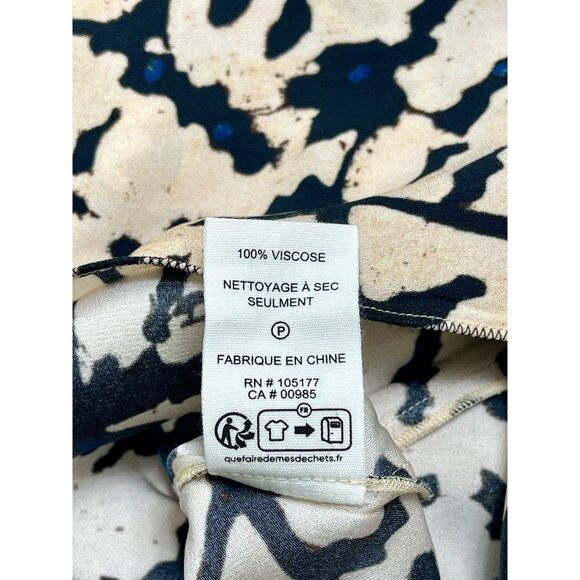 100% VISCOSE
NETTOYAGE À SEC
SEULMENT
P
FABRIQUE EN CHINE
RN # 105177
CA # 00985
FR
quefairedemesdechets.fr